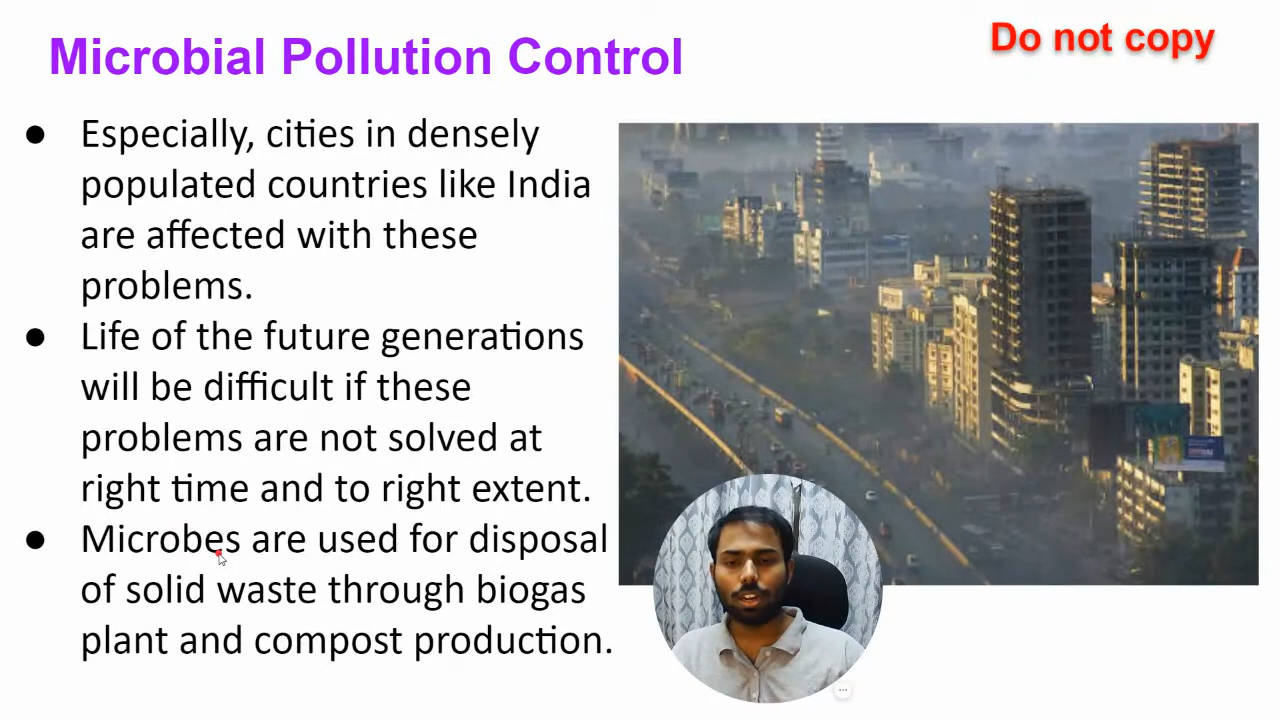 Microbial Pollution Control
Do not copy
● Especially, cities in densely
populated countries like India
are affected with these
problems.
● Life of the future generations
will be difficult if these
problems are not solved at
right time and to right extent.
● Microbes are used for disposal
of solid waste through biogas
plant and compost production.